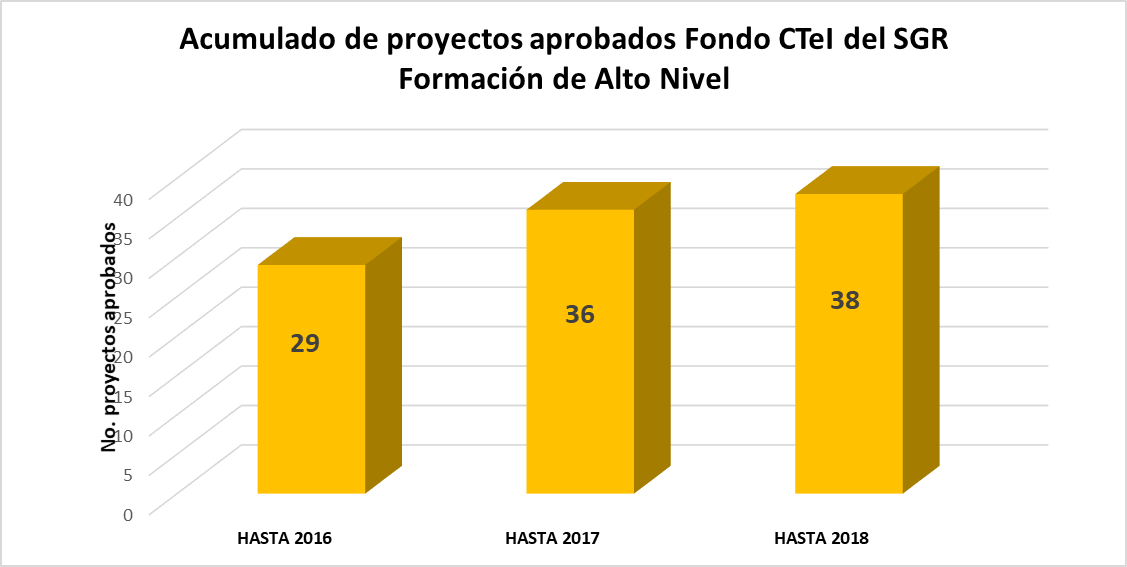 Acumulado de proyectos aprobados Fondo CTeI del SGR
Formación de Alto Nivel
No. proyectos aprobados
40
35
30
25
20
15
10
5
0
29
36
38
HASTA 2016
HASTA 2017
HASTA 2018